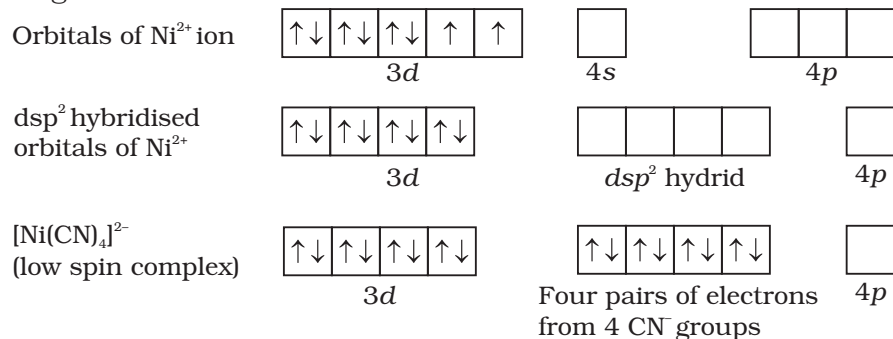 Orbitals of Ni²⁺ ion ↑↓ ↑↓ ↑↓ ↑ ↑
3d 4s 4p
dsp² hybridised
orbitals of Ni²⁺ ↑↓ ↑↓ ↑↓ ↑↓
3d dsp² hydrid 4p
[Ni(CN)₄]²⁻
(low spin complex) ↑↓ ↑↓ ↑↓ ↑↓ ↑↓ ↑↓ ↑↓ ↑↓
3d Four pairs of electrons 4p
from 4 CN⁻ groups